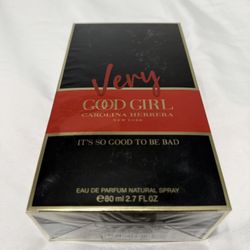 Very
GOOD GIRL
CAROLINA HERRERA
NEW YORK
IT'S SO GOOD TO BE BAD
EAU DE PARFUM NATURAL SPRAY
℮80 ml 2.7 FL.OZ